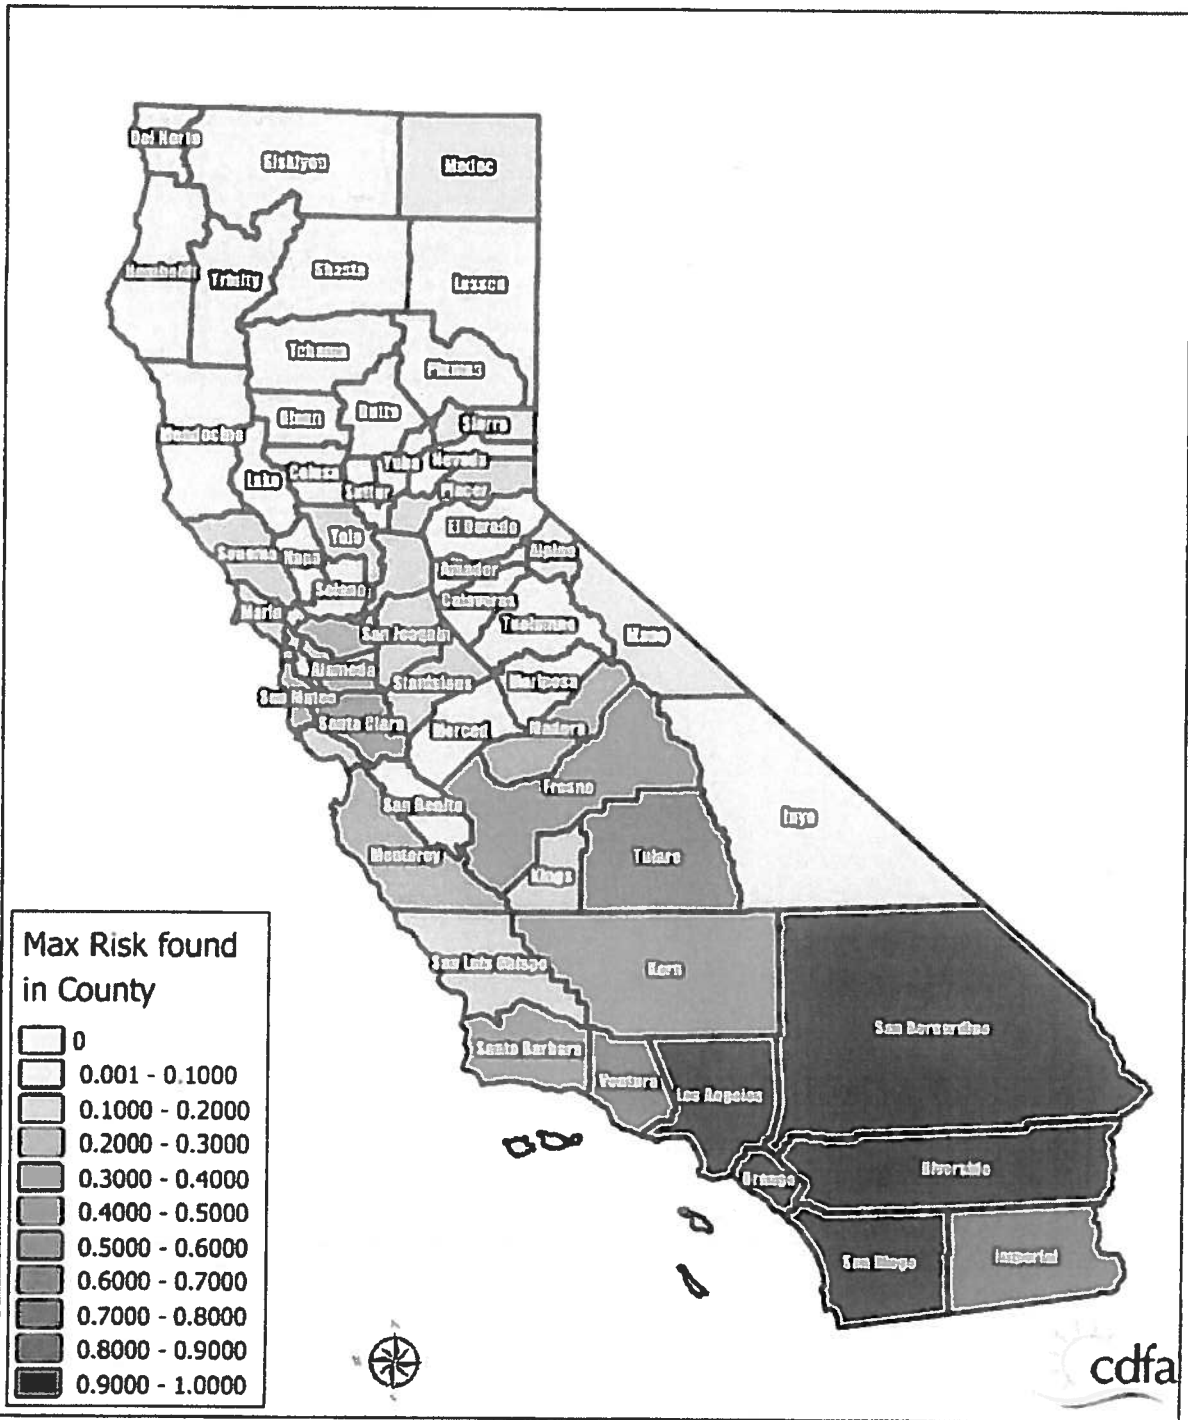 Del Norte
Siskiyou
Modoc
Humboldt
Trinity
Shasta
Lassen
Tehama
Plumas
Glenn
Butte
Sierra
Mendocino
Lake
Colusa
Sutter
Yuba
Nevada
Placer
El Dorado
Alpine
Sonoma
Napa
Yolo
Solano
Amador
Calaveras
Marin
San Joaquin
Tuolumne
Mono
Alameda
Stanislaus
Mariposa
San Mateo
Santa Clara
Merced
Madera
San Benito
Fresno
Inyo
Monterey
Kings
Tulare
San Luis Obispo
Kern
San Bernardino
Santa Barbara
Ventura
Los Angeles
Orange
Riverside
San Diego
Imperial
Max Risk found
in County
0
0.001 - 0.1000
0.1000 - 0.2000
0.2000 - 0.3000
0.3000 - 0.4000
0.4000 - 0.5000
0.5000 - 0.6000
0.6000 - 0.7000
0.7000 - 0.8000
0.8000 - 0.9000
0.9000 - 1.0000
cdfa